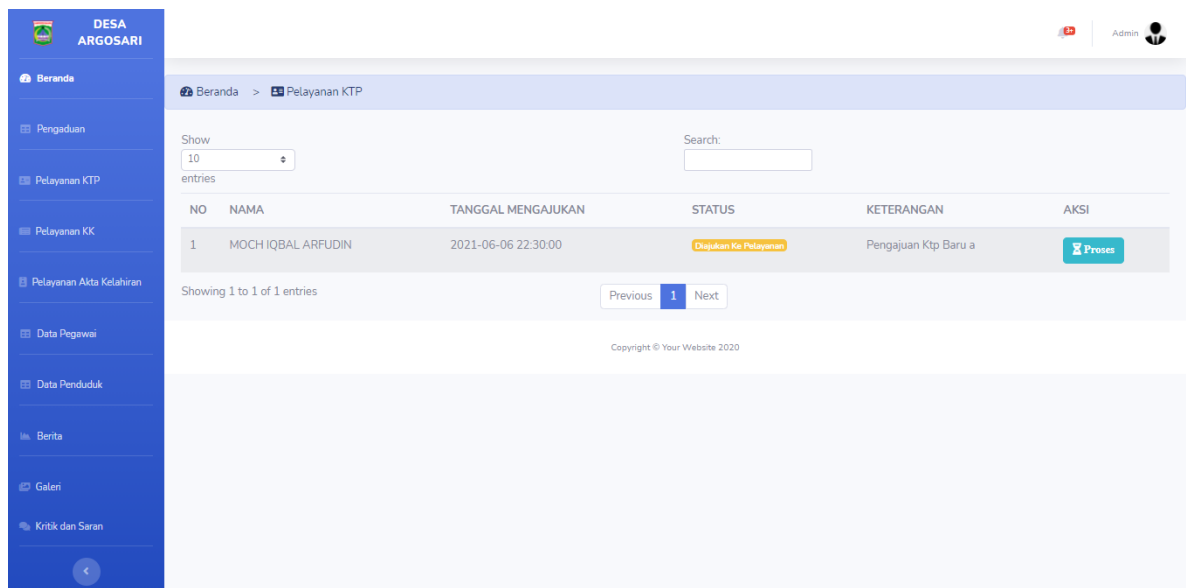 DESA
ARGOSARI
3+
Admin
Beranda
Pengaduan
Pelayanan KTP
Pelayanan KK
Pelayanan Akta Kelahiran
Data Pegawai
Data Penduduk
Berita
Galeri
Kritik dan Saran
Beranda > Pelayanan KTP
Show
10
entries
Search:
NO NAMA TANGGAL MENGAJUKAN STATUS KETERANGAN AKSI
1 MOCH IQBAL ARFUDIN 2021-06-06 22:30:00 Diajukan Ke Pelayanan Pengajuan Ktp Baru a Proses
Showing 1 to 1 of 1 entries
Previous 1 Next
Copyright © Your Website 2020